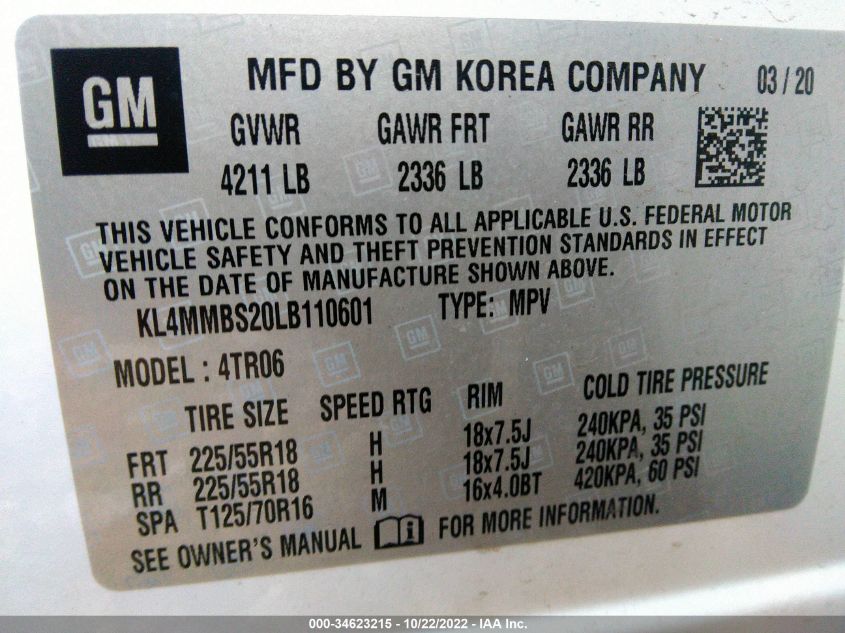 GM
MFD BY GM KOREA COMPANY 03/20
GVWR GAWR FRT GAWR RR
4211 LB 2336 LB 2336 LB
THIS VEHICLE CONFORMS TO ALL APPLICABLE U.S. FEDERAL MOTOR
VEHICLE SAFETY AND THEFT PREVENTION STANDARDS IN EFFECT
ON THE DATE OF MANUFACTURE SHOWN ABOVE.
KL4MMBS20LB110601 TYPE: MPV
MODEL : 4TR06
TIRE SIZE SPEED RTG RIM COLD TIRE PRESSURE
FRT 225/55R18 H 18x7.5J 240KPA, 35 PSI
RR 225/55R18 H 18x7.5J 240KPA, 35 PSI
SPA T125/70R16 M 16x4.0BT 420KPA, 60 PSI
SEE OWNER'S MANUAL FOR MORE INFORMATION.
000-34623215 - 10/22/2022 - IAA Inc.